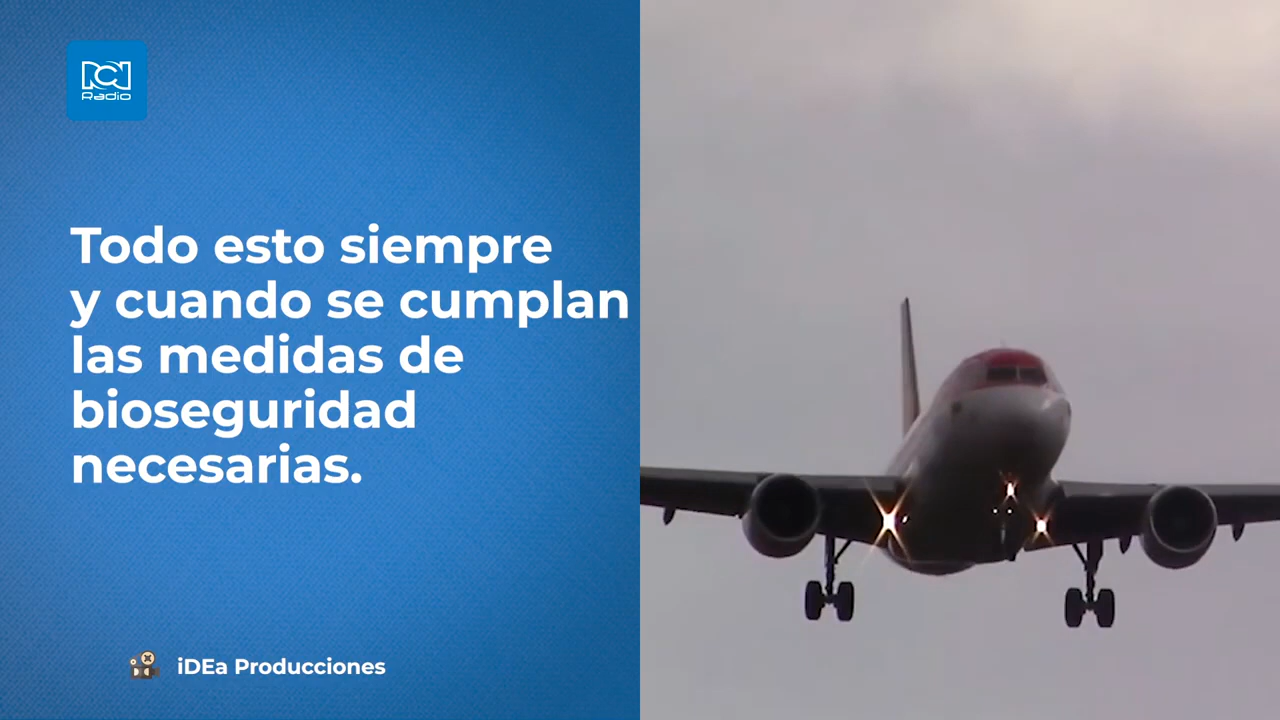 RCN
Radio
Todo esto siempre
y cuando se cumplan
las medidas de
bioseguridad
necesarias.
iDEa Producciones